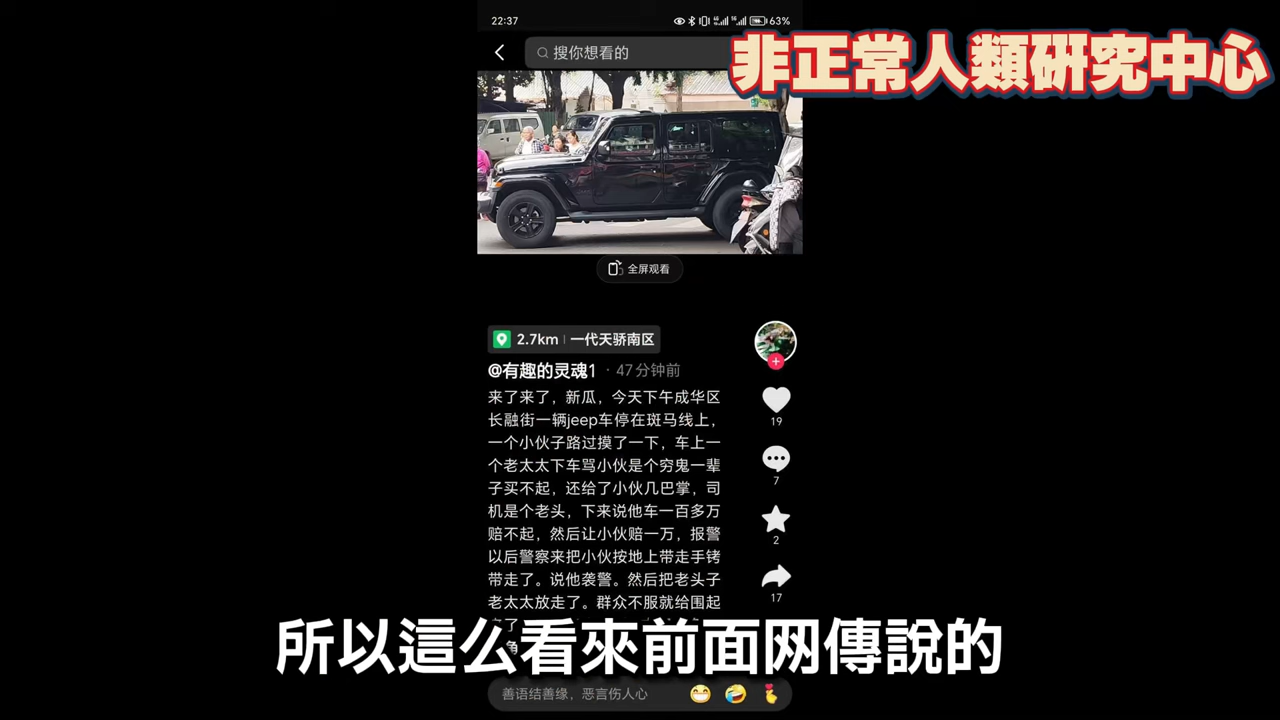 22:37
63%
搜你想看的
非正常人類研究中心
全屏观看
2.7km | 一代天骄南区
@有趣的灵魂1 · 47分钟前
来了来了，新瓜，今天下午成华区
长融街一辆jeep车停在斑马线上，
一个小伙子路过摸了一下，车上一
个老太太下车骂小伙是个穷鬼一辈
子买不起，还给了小伙几巴掌，司
机是个老头，下来说他车一百多万
赔不起，然后让小伙赔一万，报警
以后警察来把小伙按地上带走手铐
带走了。说他袭警。然后把老头子
老太太放走了。群众不服就给围起
19
7
2
17
所以這么看來前面网傳說的
善语结善缘，恶言伤人心